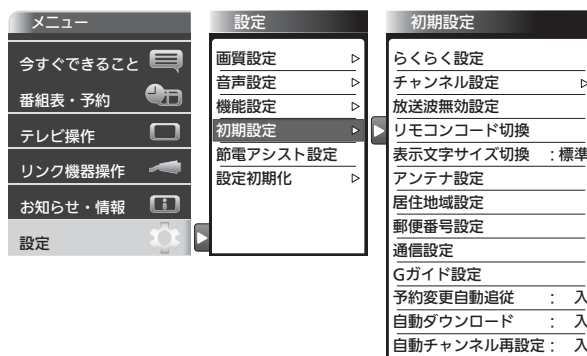 メニュー
今すぐできること
番組表・予約
テレビ操作
リンク機器操作
お知らせ・情報
設定
設定
画質設定
音声設定
機能設定
初期設定
節電アシスト設定
設定初期化
初期設定
らくらく設定
チャンネル設定
放送波無効設定
リモコンコード切換
表示文字サイズ切換 : 標準
アンテナ設定
居住地域設定
郵便番号設定
通信設定
Gガイド設定
予約変更自動追従 : 入
自動ダウンロード : 入
自動チャンネル再設定 : 入